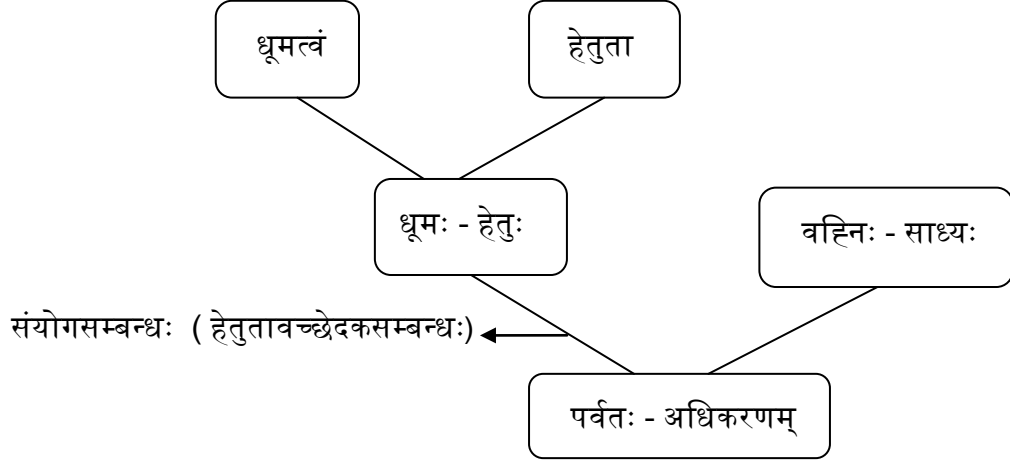 धूमत्वं
हेतुता
धूमः - हेतुः
वह्निः - साध्यः
संयोगसम्बन्धः ( हेतुतावच्छेदकसम्बन्धः)
पर्वतः - अधिकरणम्